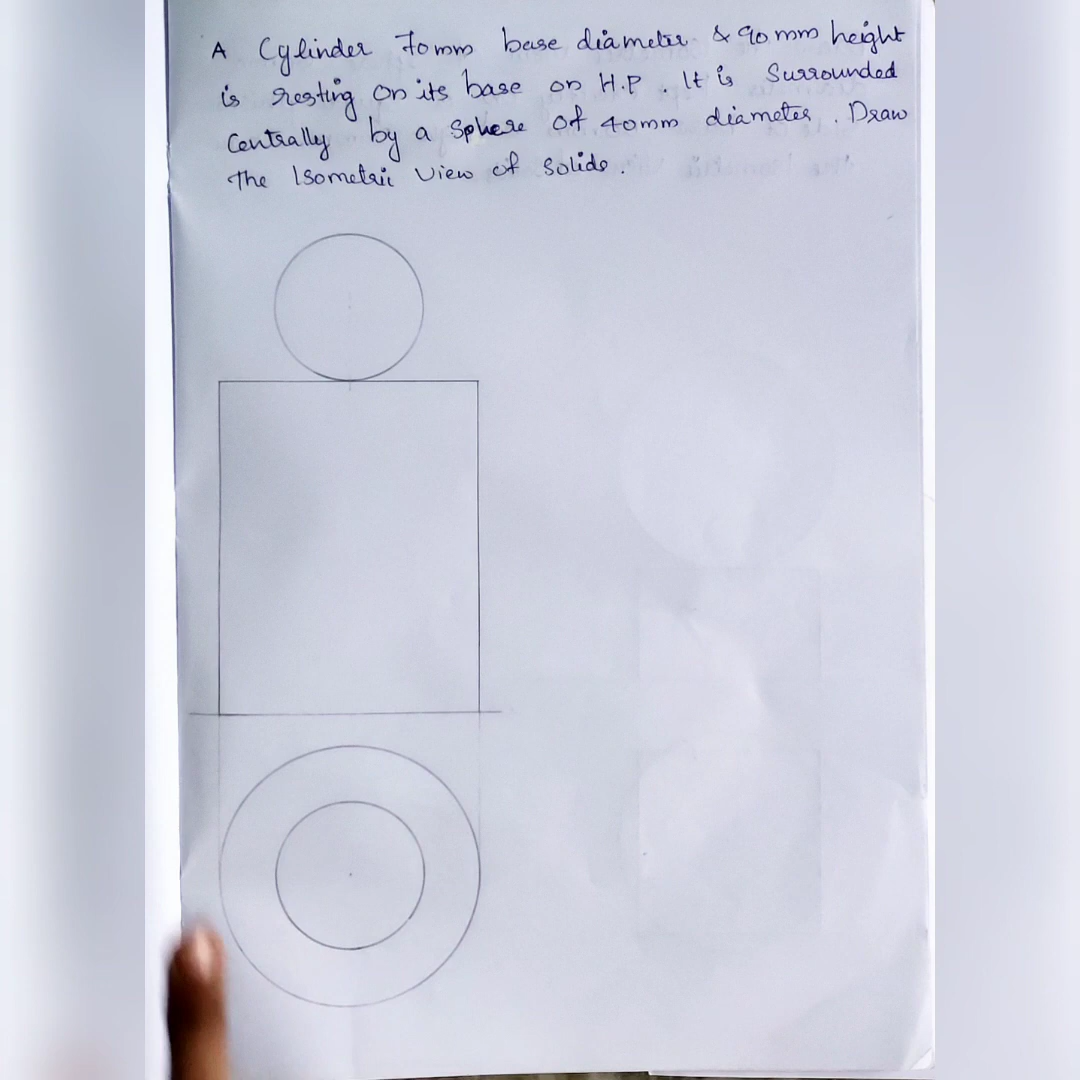 A Cylinder 70mm base diameter & 90mm height
is resting on its base on H.P. It is Surrounded
Centrally by a Sphere Of 40mm diameter. Draw
the Isometric View of Solids.